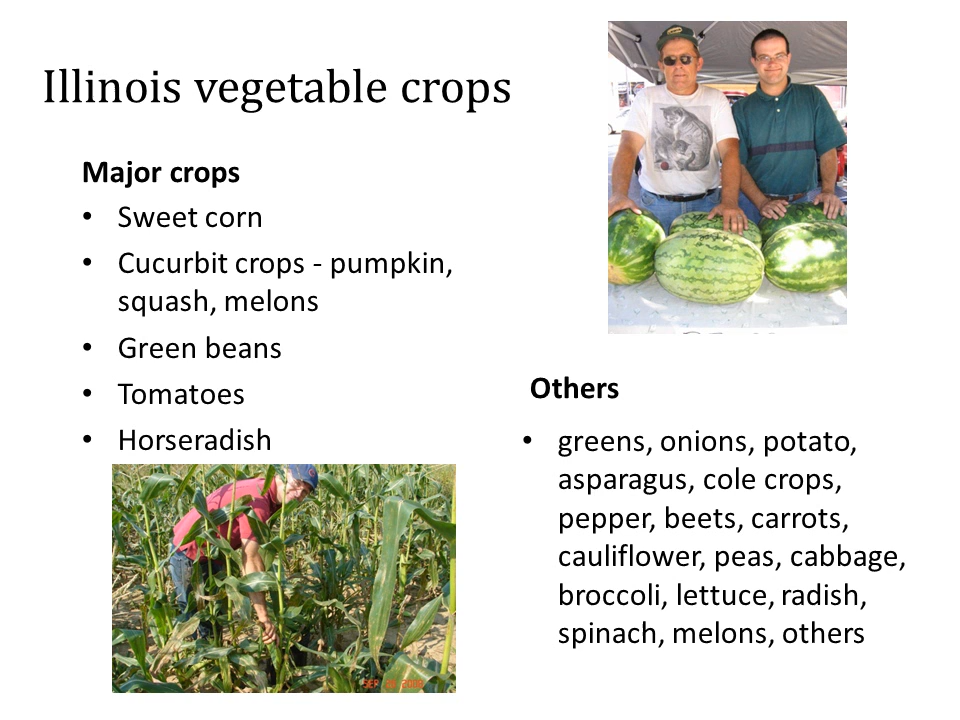 Illinois vegetable crops
Major crops
• Sweet corn
• Cucurbit crops - pumpkin,
squash, melons
• Green beans
• Tomatoes
• Horseradish
Others
• greens, onions, potato,
asparagus, cole crops,
pepper, beets, carrots,
cauliflower, peas, cabbage,
broccoli, lettuce, radish,
spinach, melons, others
SEP